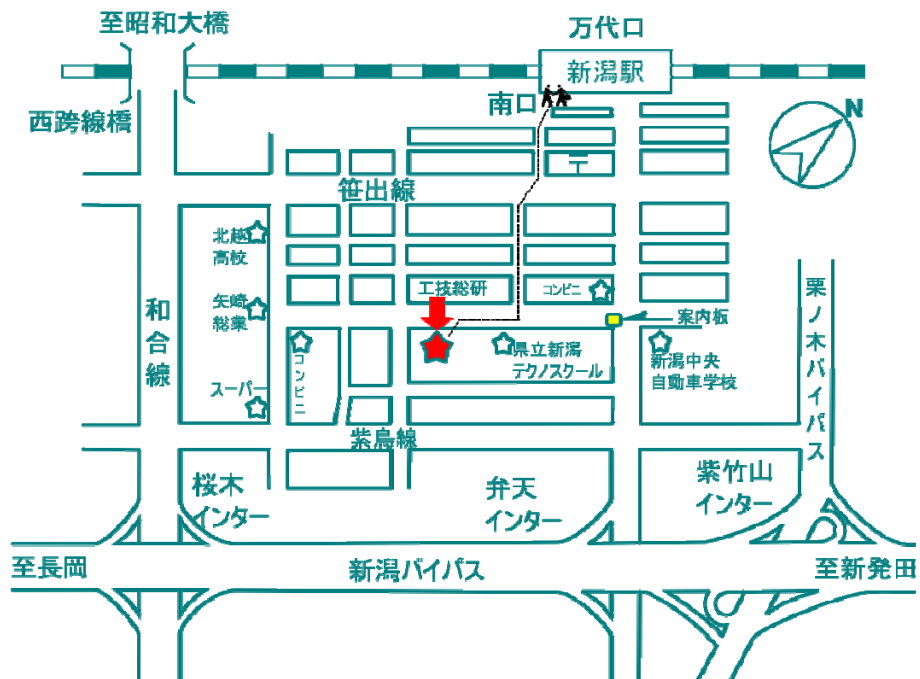 至昭和大橋
万代口
新潟駅
南口
西跨線橋
N
〒
笹出線
北越
高校
工技総研
コンビニ
矢崎
総業
案内板
和合線
栗ノ木バイパス
コンビニ
県立新潟
テクノスクール
新潟中央
自動車学校
スーパー
紫鳥線
桜木
インター
弁天
インター
紫竹山
インター
至長岡
新潟バイパス
至新発田